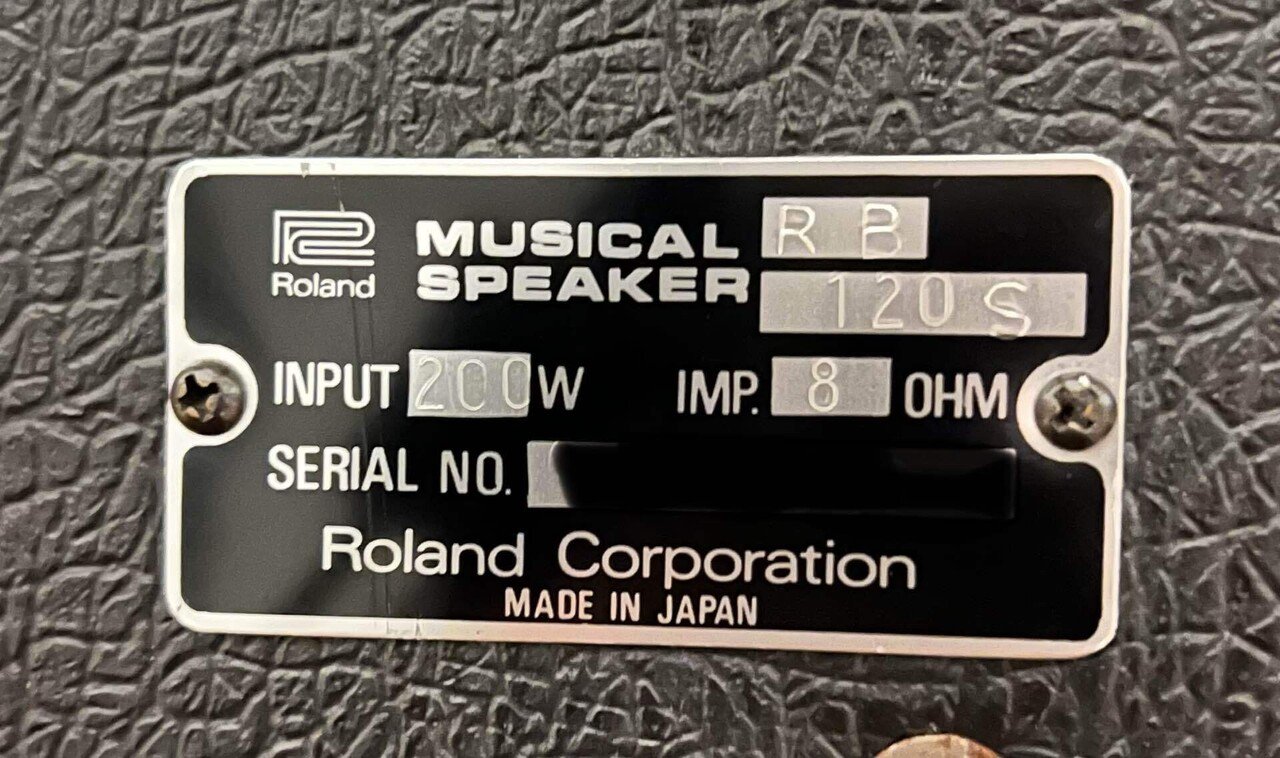 Roland
MUSICAL RB
SPEAKER 120S
INPUT 200W IMP. 8 OHM
SERIAL NO.
Roland Corporation
MADE IN JAPAN